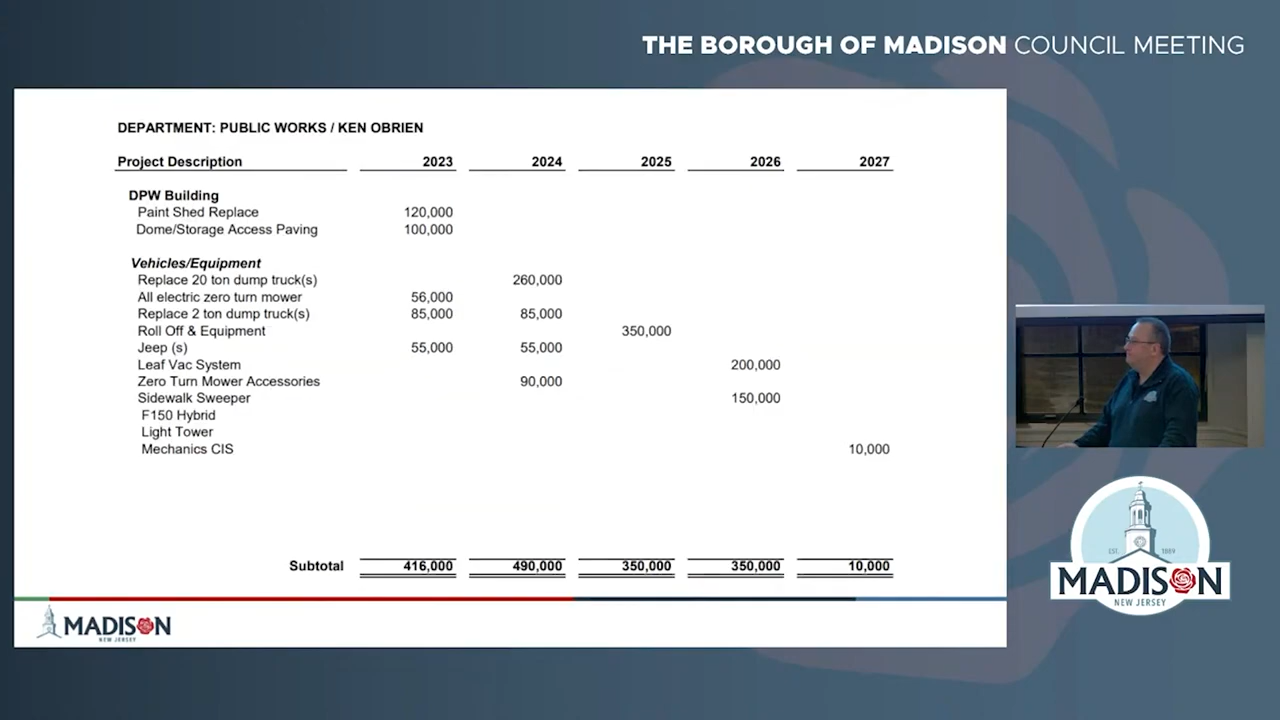 THE BOROUGH OF MADISON COUNCIL MEETING
DEPARTMENT: PUBLIC WORKS / KEN OBRIEN
Project Description 2023 2024 2025 2026 2027
DPW Building
Paint Shed Replace 120,000
Dome/Storage Access Paving 100,000
Vehicles/Equipment
Replace 20 ton dump truck(s) 260,000
All electric zero turn mower 56,000
Replace 2 ton dump truck(s) 85,000 85,000
Roll Off & Equipment 350,000
Jeep (s) 55,000 55,000
Leaf Vac System 200,000
Zero Turn Mower Accessories 90,000
Sidewalk Sweeper 150,000
F150 Hybrid
Light Tower
Mechanics CIS 10,000
Subtotal 416,000 490,000 350,000 350,000 10,000
MADISON
NEW JERSEY
EST. 1889
MADISON
NEW JERSEY